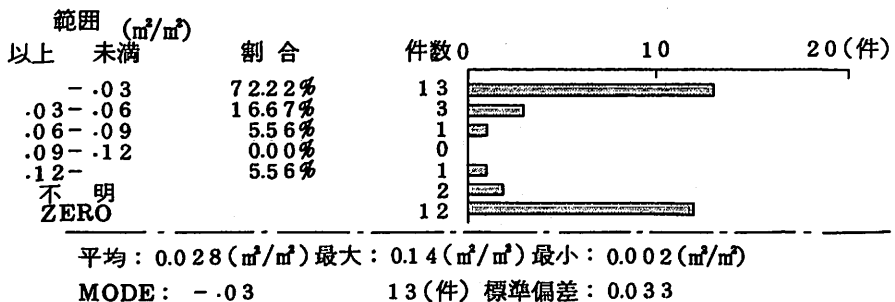 範囲 (㎡/㎡)
以上 未満 割合 件数 0 10 20(件)
-.03 72.22% 13
.03-.06 16.67% 3
.06-.09 5.56% 1
.09-.12 0.00% 0
.12- 5.56% 1
不明 2
ZERO 12
平均: 0.028(㎡/㎡) 最大: 0.14(㎡/㎡) 最小: 0.002(㎡/㎡)
MODE: -.03 13(件) 標準偏差: 0.033